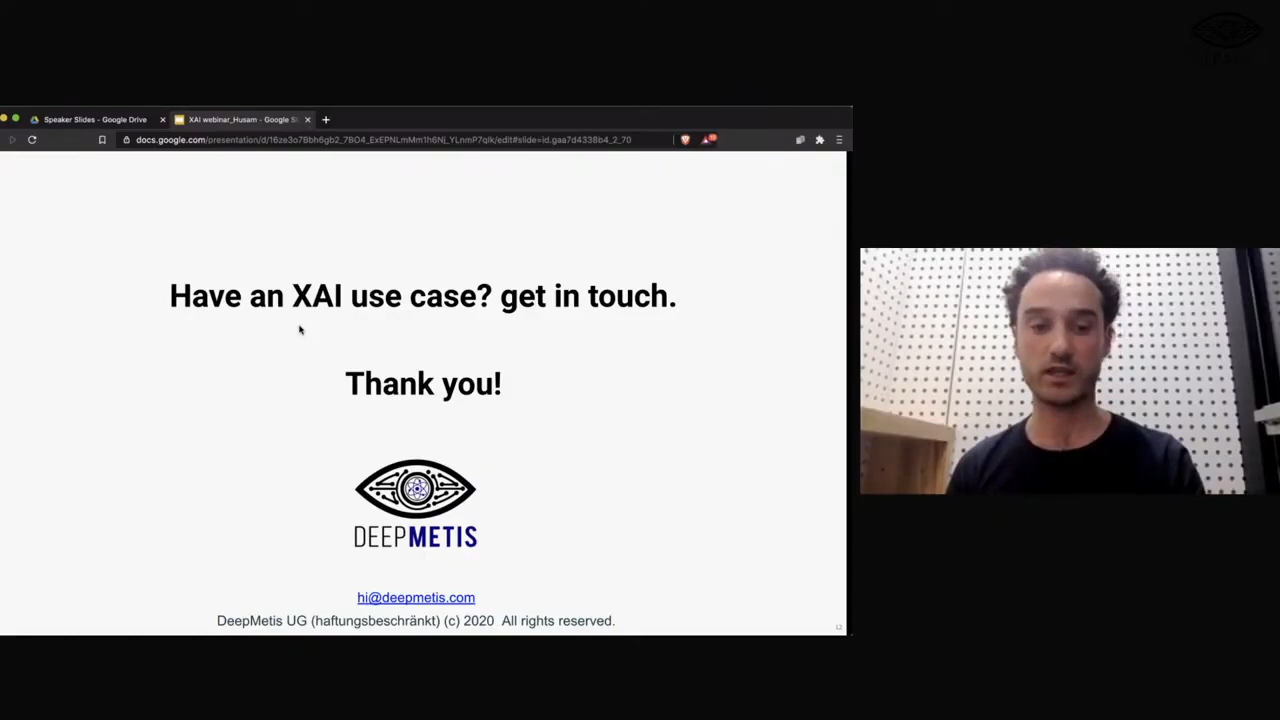 Speaker Slides - Google Drive
XAI webinar_Husam - Google Sl
Have an XAI use case? get in touch.
Thank you!
DEEPMETIS
hi@deepmetis.com
DeepMetis UG (haftungsbeschränkt) (c) 2020 All rights reserved.
12